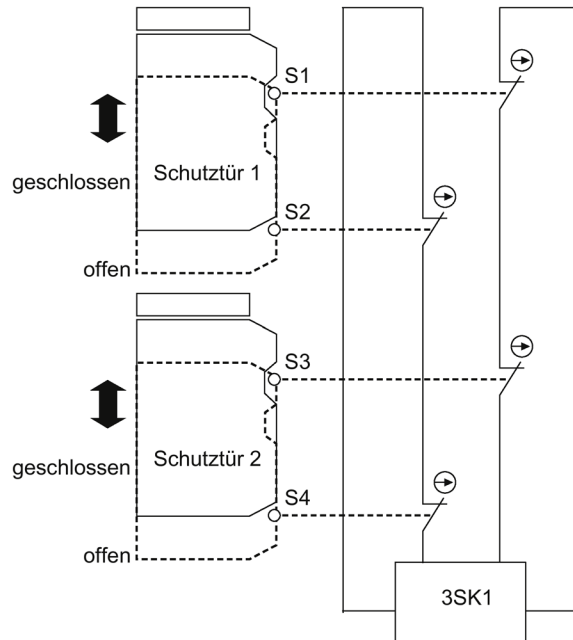 S1
geschlossen
Schutztür 1
S2
offen
S3
geschlossen
Schutztür 2
S4
offen
3SK1